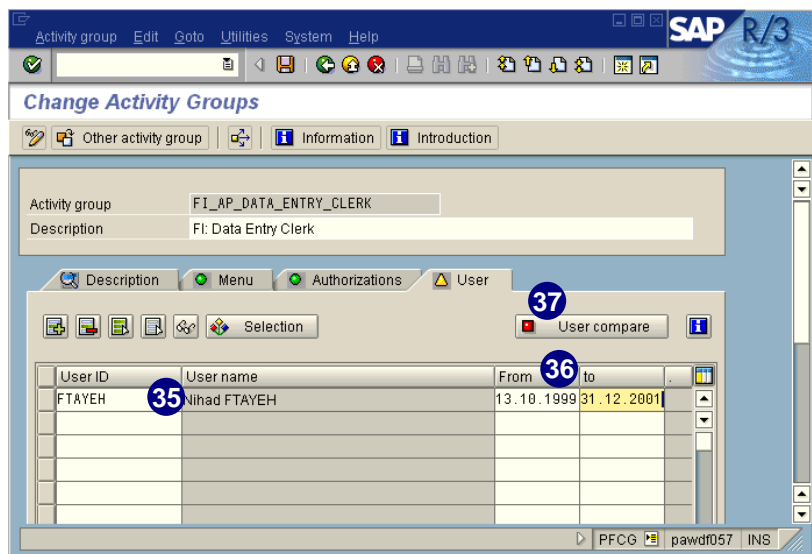 Activity group Edit Goto Utilities System Help
SAP R/3
Change Activity Groups
Other activity group Information Introduction
Activity group FI_AP_DATA_ENTRY_CLERK
Description FI: Data Entry Clerk
Description Menu Authorizations User
37
Selection User compare
36
User ID User name From to .
FTAYEH 35 Nihad FTAYEH 13.10.1999 31.12.2001
PFCG pawdf057 INS